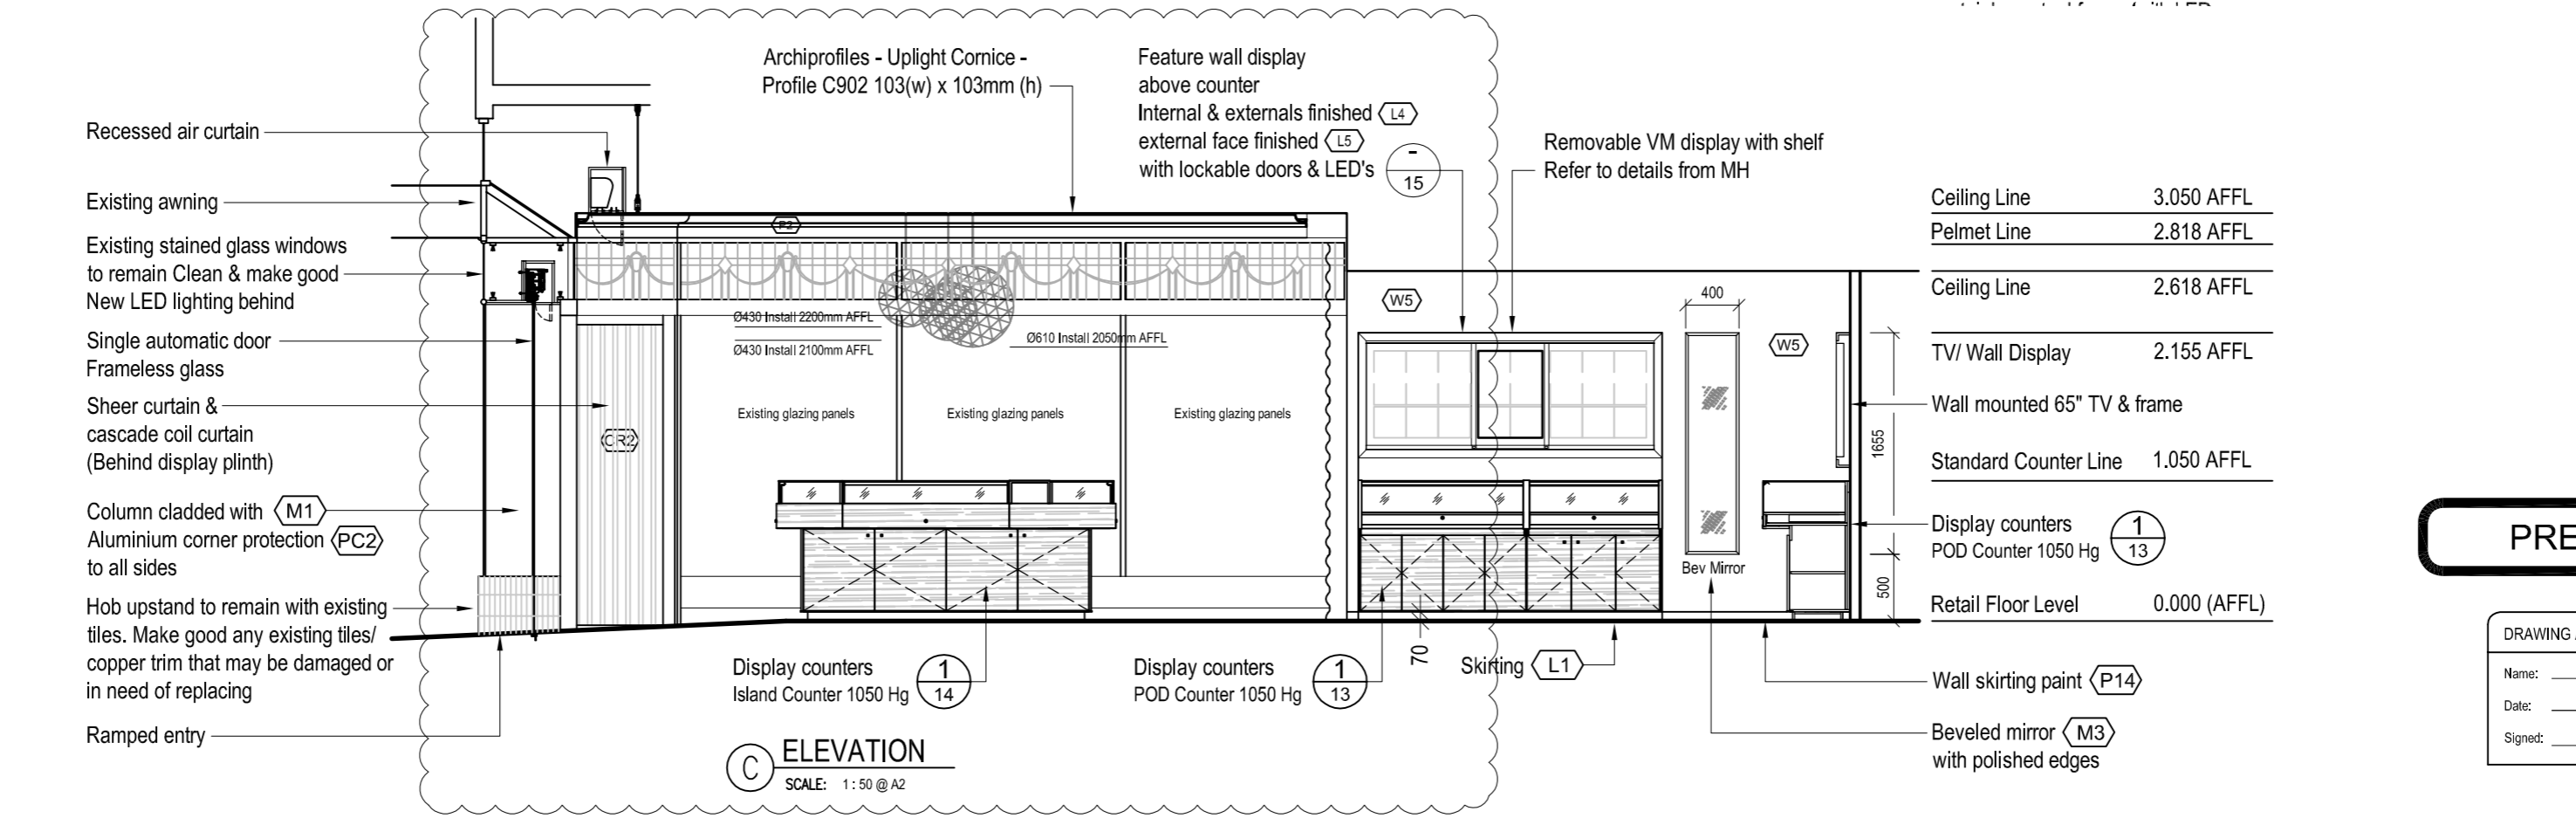 Archiprofiles - Uplight Cornice -
Profile C902 103(w) x 103mm (h)
Feature wall display
above counter
Internal & externals finished L4
external face finished L5
with lockable doors & LED's
-
15
Removable VM display with shelf
Refer to details from MH
Recessed air curtain
Existing awning
Existing stained glass windows
to remain Clean & make good
New LED lighting behind
Single automatic door
Frameless glass
Sheer curtain &
cascade coil curtain
(Behind display plinth)
Column cladded with M1
Aluminium corner protection PC2
to all sides
Hob upstand to remain with existing
tiles. Make good any existing tiles/
copper trim that may be damaged or
in need of replacing
Ramped entry
P2
Ø430 Install 2200mm AFFL
Ø430 Install 2100mm AFFL
Ø610 Install 2050mm AFFL
CR2
Existing glazing panels
Existing glazing panels
Existing glazing panels
W5
400
W5
Bev Mirror
1655
500
70
Ceiling Line 3.050 AFFL
Pelmet Line 2.818 AFFL
Ceiling Line 2.618 AFFL
TV/ Wall Display 2.155 AFFL
Wall mounted 65" TV & frame
Standard Counter Line 1.050 AFFL
Display counters
POD Counter 1050 Hg
1
13
Retail Floor Level 0.000 (AFFL)
Display counters
Island Counter 1050 Hg
1
14
Display counters
POD Counter 1050 Hg
1
13
Skirting L1
Wall skirting paint P14
Beveled mirror M3
with polished edges
C ELEVATION
SCALE: 1 : 50 @ A2
PRE
DRAWING
Name:
Date:
Signed: